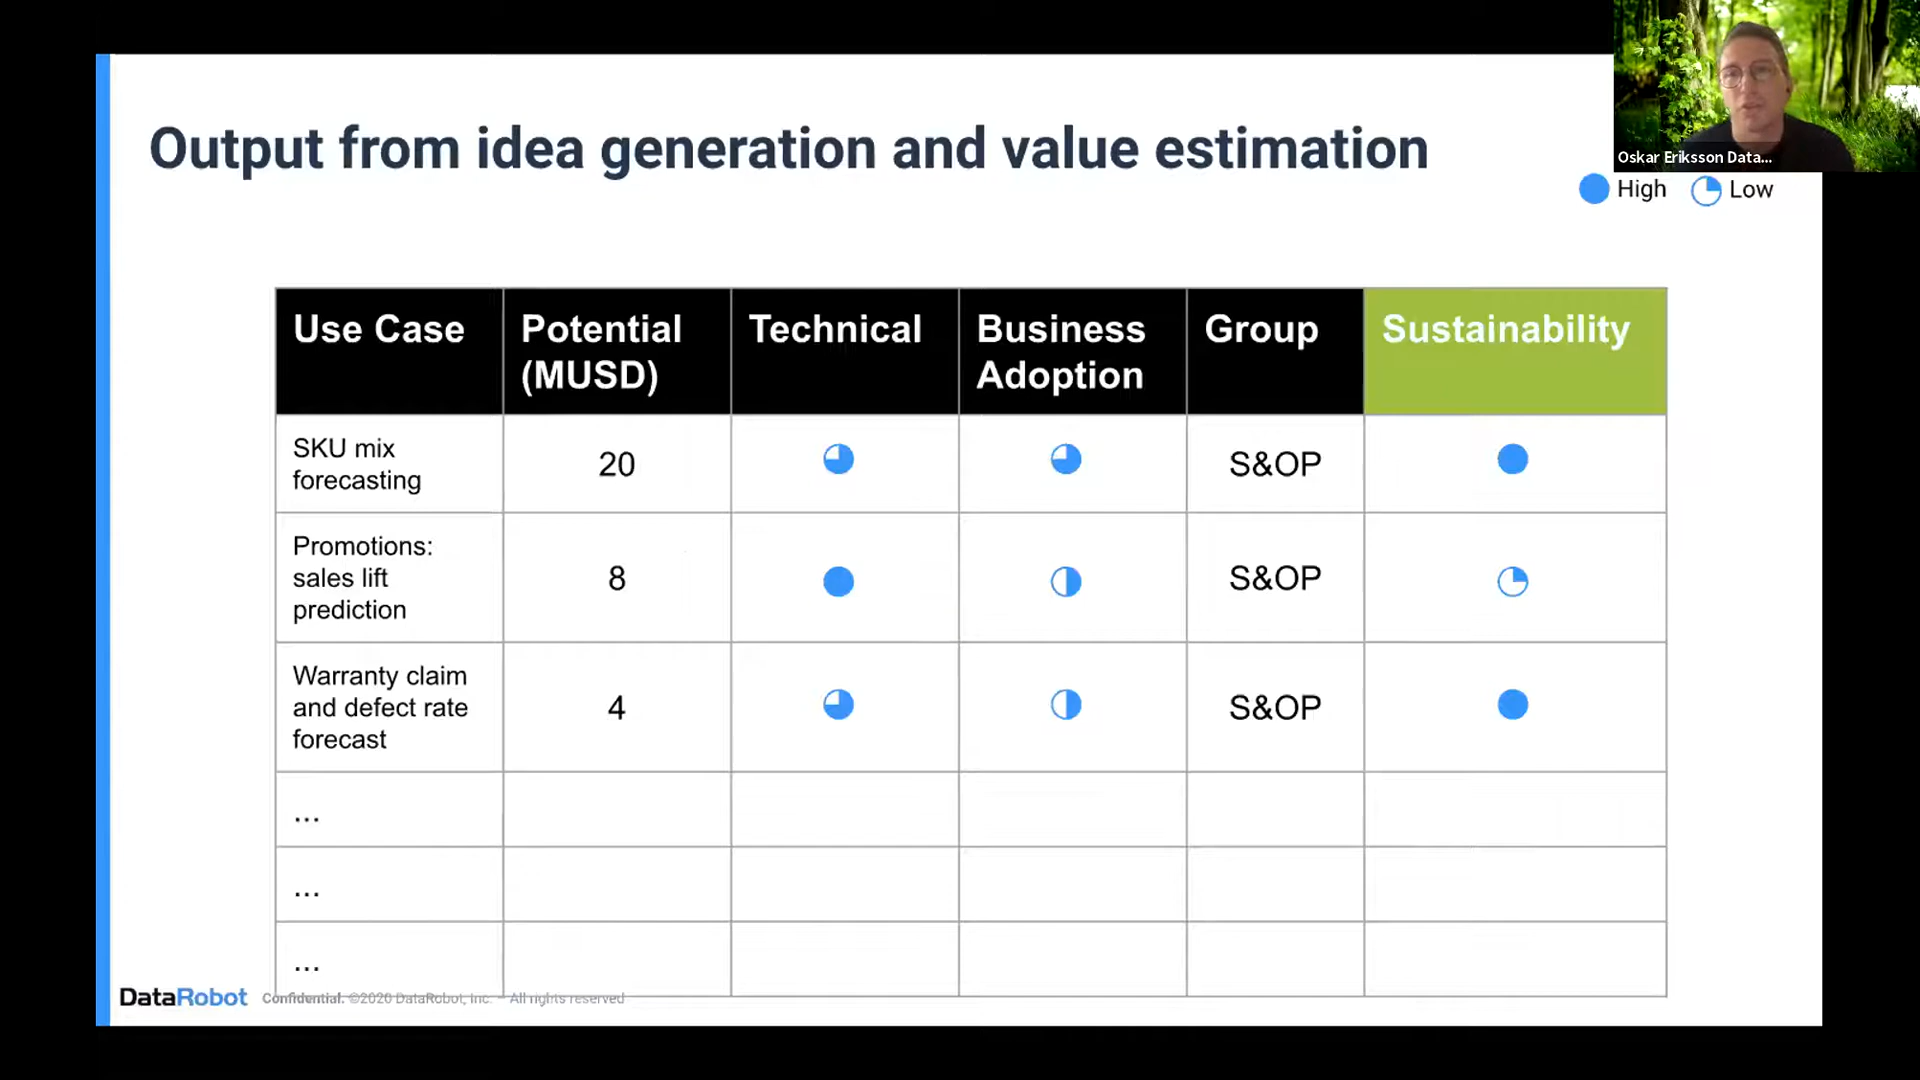 Output from idea generation and value estimation
Oskar Eriksson Data...
High
Low
Use Case
Potential
(MUSD)
Technical
Business
Adoption
Group
Sustainability
SKU mix
forecasting
20
S&OP
Promotions:
sales lift
prediction
8
S&OP
Warranty claim
and defect rate
forecast
4
S&OP
...
...
...
DataRobot
Confidential. ©2020 DataRobot, Inc. – All rights reserved